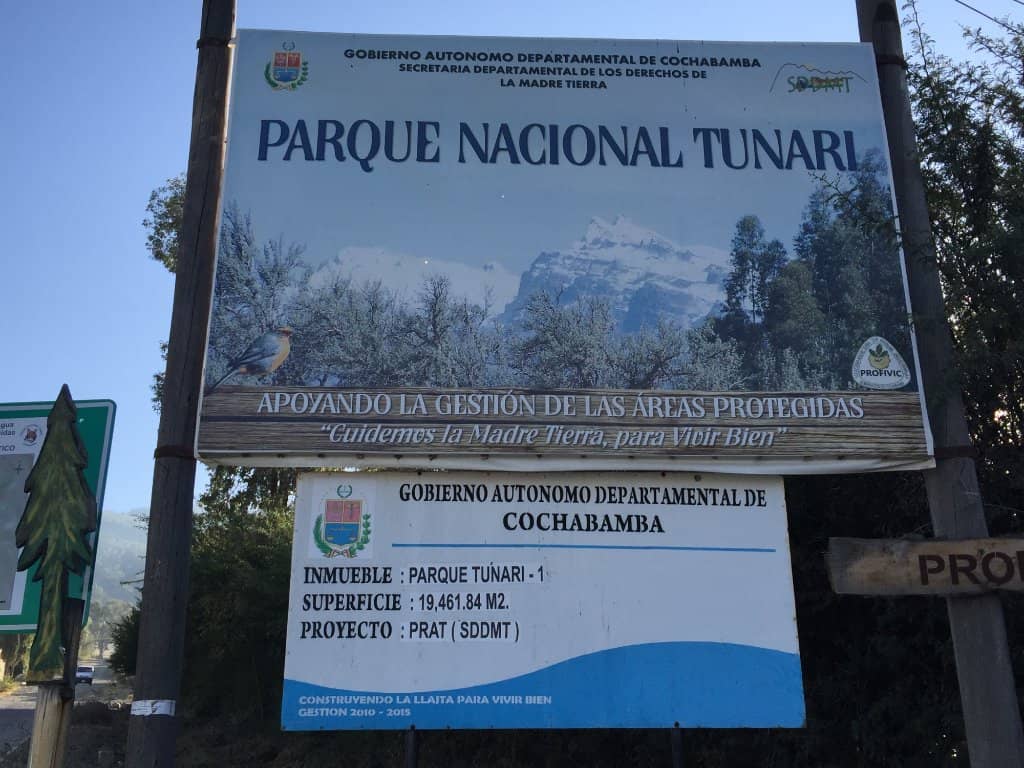 GOBIERNO AUTONOMO DEPARTAMENTAL DE COCHABAMBA
SECRETARIA DEPARTAMENTAL DE LOS DERECHOS DE
LA MADRE TIERRA
SDDMT
PARQUE NACIONAL TUNARI
PROFIVIC
APOYANDO LA GESTIÓN DE LAS ÁREAS PROTEGIDAS
"Cuidemos la Madre Tierra, para Vivir Bien"
GOBIERNO AUTONOMO DEPARTAMENTAL DE
COCHABAMBA
INMUEBLE : PARQUE TUŃARI - 1
SUPERFICIE : 19,461.84 M2.
PROYECTO : PRAT ( SDDMT )
CONSTRUYENDO LA LLAJTA PARA VIVIR BIEN
GESTION 2010 - 2015